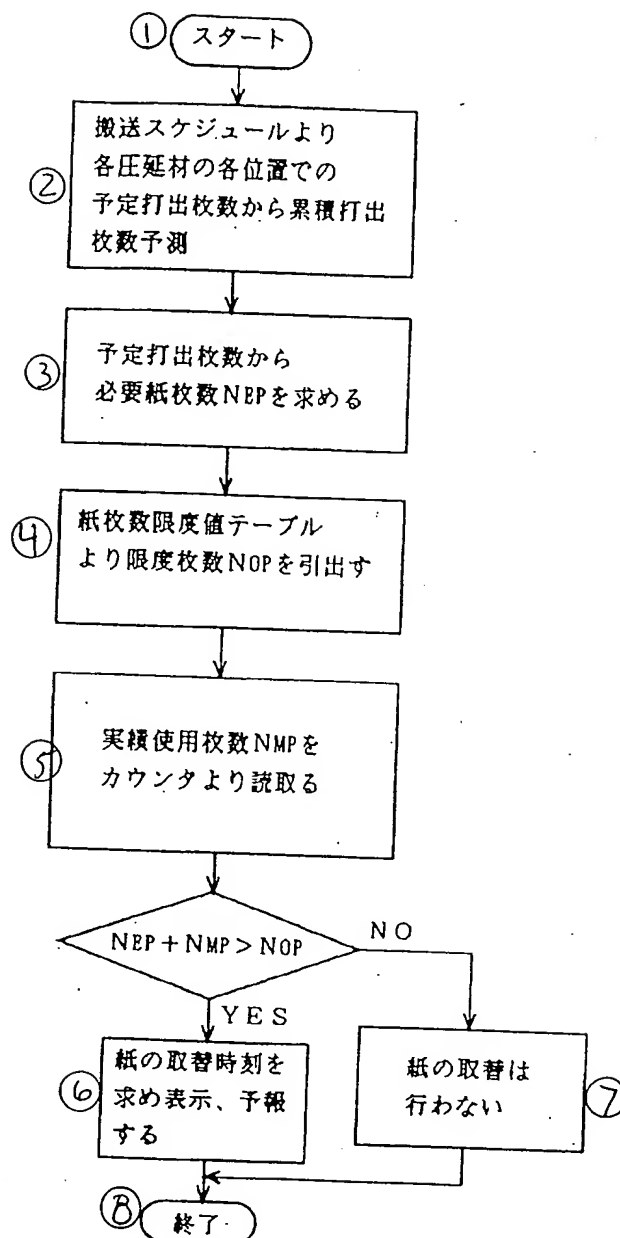 ① スタート
搬送スケジュールより
各圧延材の各位置での
② 予定打出枚数から累積打出
枚数予測
予定打出枚数から
③ 必要紙枚数NEPを求める
紙枚数限度値テーブル
④ より限度枚数NOPを引出す
実績使用枚数NMPを
⑤ カウンタより読取る
NEP+NMP>NOP
NO
YES
紙の取替時刻を
⑥ 求め表示、予報
する
紙の取替は
行わない ⑦
⑧ 終了